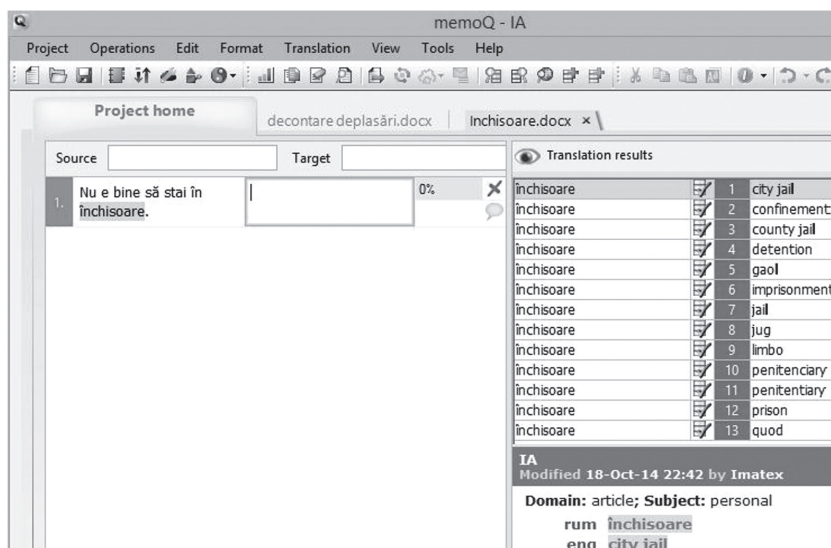 memoQ - IA
Project Operations Edit Format Translation View Tools Help
Project home
decontare deplasări.docx
Inchisoare.docx ×
Source
Target
Translation results
1. Nu e bine să stai în
închisoare.
0%
închisoare 1 city jail
închisoare 2 confinement
închisoare 3 county jail
închisoare 4 detention
închisoare 5 gaol
închisoare 6 imprisonment
închisoare 7 jail
închisoare 8 jug
închisoare 9 limbo
închisoare 10 penitenciary
închisoare 11 penitentiary
închisoare 12 prison
închisoare 13 quod
IA
Modified 18-Oct-14 22:42 by Imatex
Domain: article; Subject: personal
rum închisoare
eng city jail